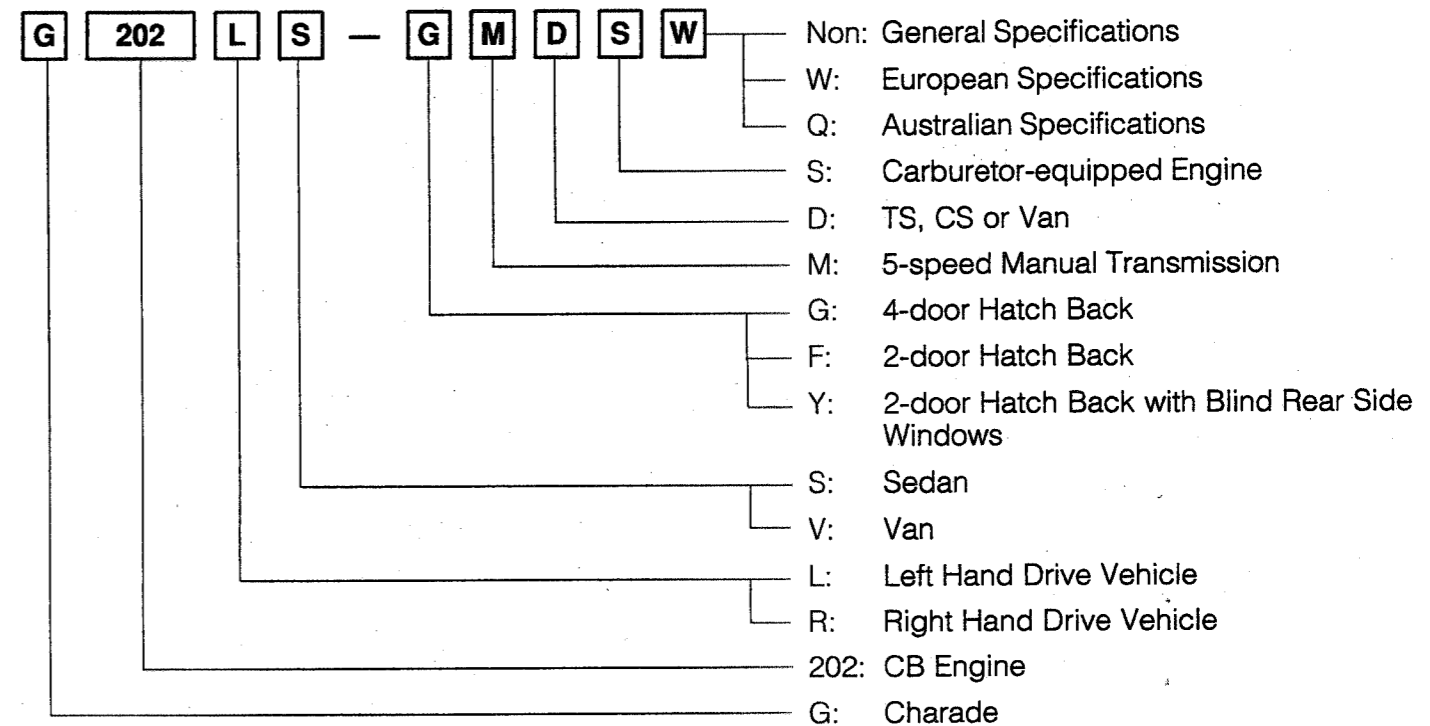 G 202 L S — G M D S W
Non: General Specifications
W: European Specifications
Q: Australian Specifications
S: Carburetor-equipped Engine
D: TS, CS or Van
M: 5-speed Manual Transmission
G: 4-door Hatch Back
F: 2-door Hatch Back
Y: 2-door Hatch Back with Blind Rear Side
Windows
S: Sedan
V: Van
L: Left Hand Drive Vehicle
R: Right Hand Drive Vehicle
202: CB Engine
G: Charade